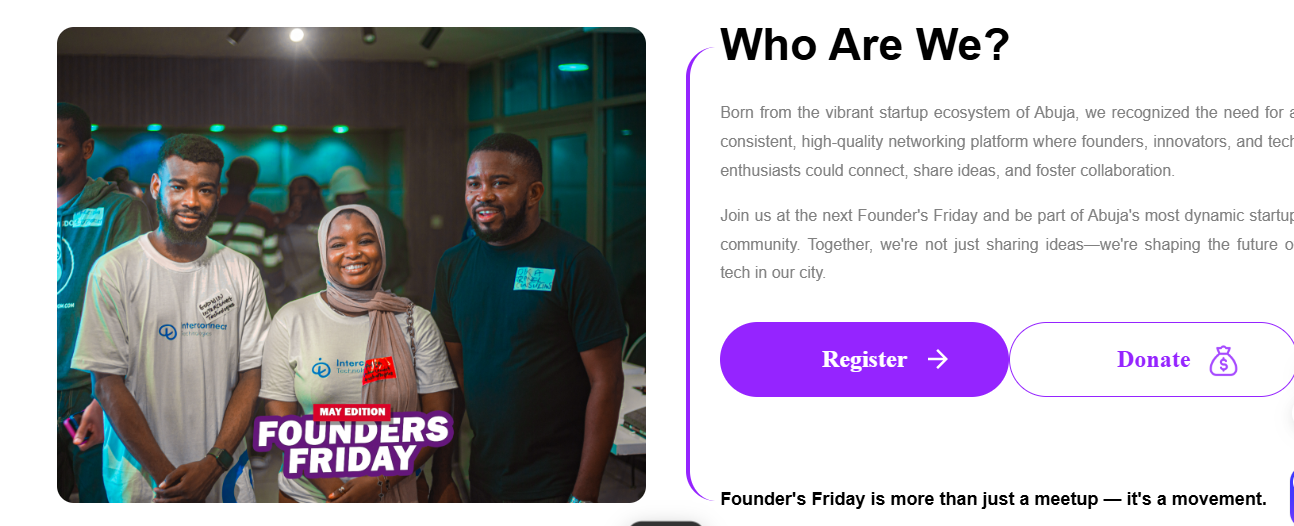 Who Are We?
Born from the vibrant startup ecosystem of Abuja, we recognized the need for a
consistent, high-quality networking platform where founders, innovators, and tech
enthusiasts could connect, share ideas, and foster collaboration.
Join us at the next Founder's Friday and be part of Abuja's most dynamic startup
community. Together, we're not just sharing ideas—we're shaping the future o
tech in our city.
Register
Donate
$
Founder's Friday is more than just a meetup — it's a movement.
interconnect
Interc
MAY EDITION
FOUNDERS
FRIDAY